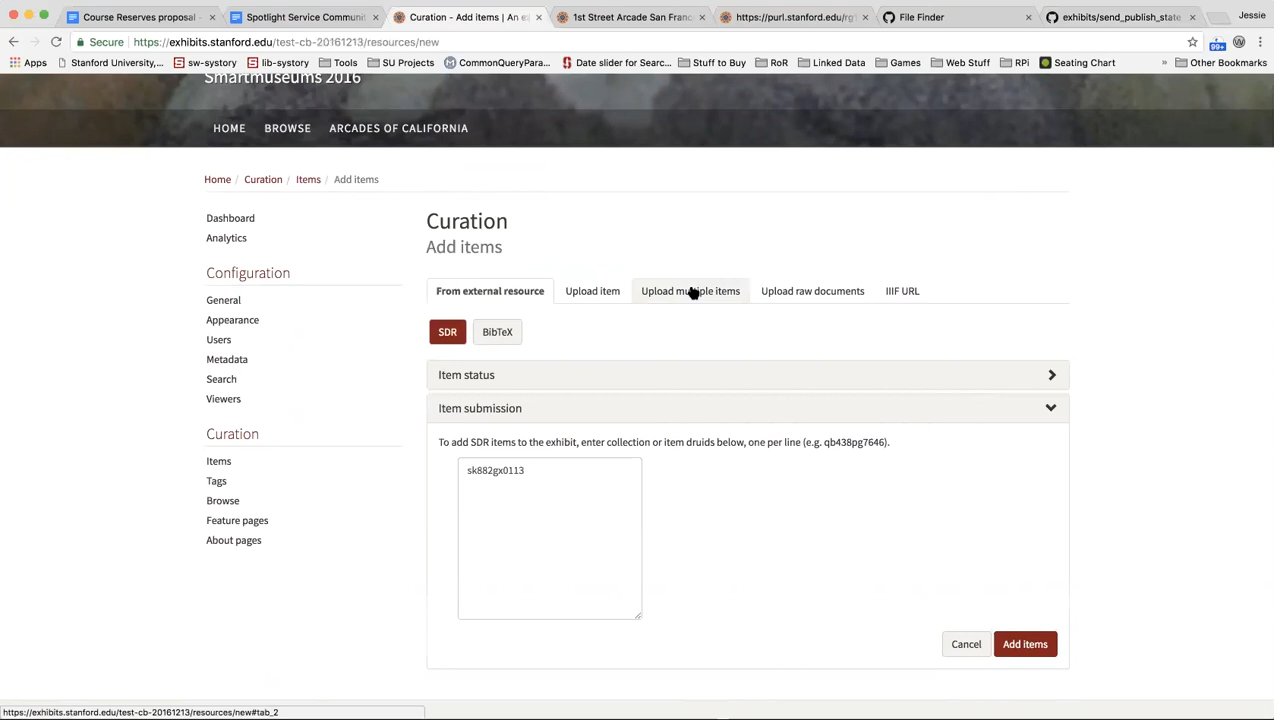 Course Reserves proposal -
Spotlight Service Communi
Curation - Add items | An e
1st Street Arcade San Franc
https://purl.stanford.edu/rg1
File Finder
exhibits/send_publish_state
Jessie
Secure
https://exhibits.stanford.edu/test-cb-20161213/resources/new
99+
Apps
Stanford University,...
sw-systory
lib-systory
Tools
SU Projects
CommonQueryPara...
Date slider for Searc...
Stuff to Buy
RoR
Linked Data
Games
Web Stuff
RPi
Seating Chart
»
Other Bookmarks
Smartmuseums 2016
HOME
BROWSE
ARCADES OF CALIFORNIA
Home / Curation / Items / Add items
Dashboard
Analytics
Configuration
General
Appearance
Users
Metadata
Search
Viewers
Curation
Items
Tags
Browse
Feature pages
About pages
Curation
Add items
From external resource
Upload item
Upload multiple items
Upload raw documents
IIIF URL
SDR
BibTeX
Item status
Item submission
To add SDR items to the exhibit, enter collection or item druids below, one per line (e.g. qb438pg7646).
sk882gx0113
Cancel
Add items
https://exhibits.stanford.edu/test-cb-20161213/resources/new#tab_2